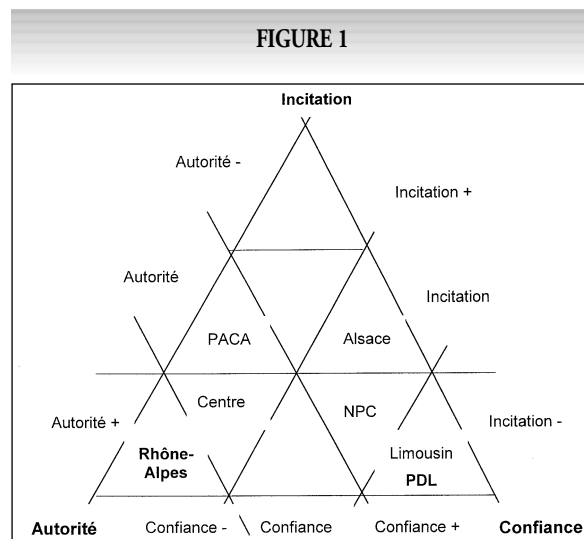 FIGURE 1
Incitation
Autorité -
Incitation +
Autorité
Incitation
PACA
Alsace
Centre
NPC
Autorité +
Incitation -
Rhône-
Alpes
Limousin
PDL
Autorité
Confiance -
Confiance
Confiance +
Confiance